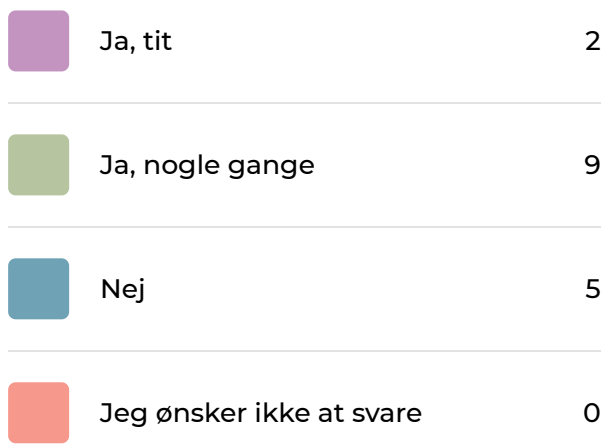 Ja, tit 2
Ja, nogle gange 9
Nej 5
Jeg ønsker ikke at svare 0